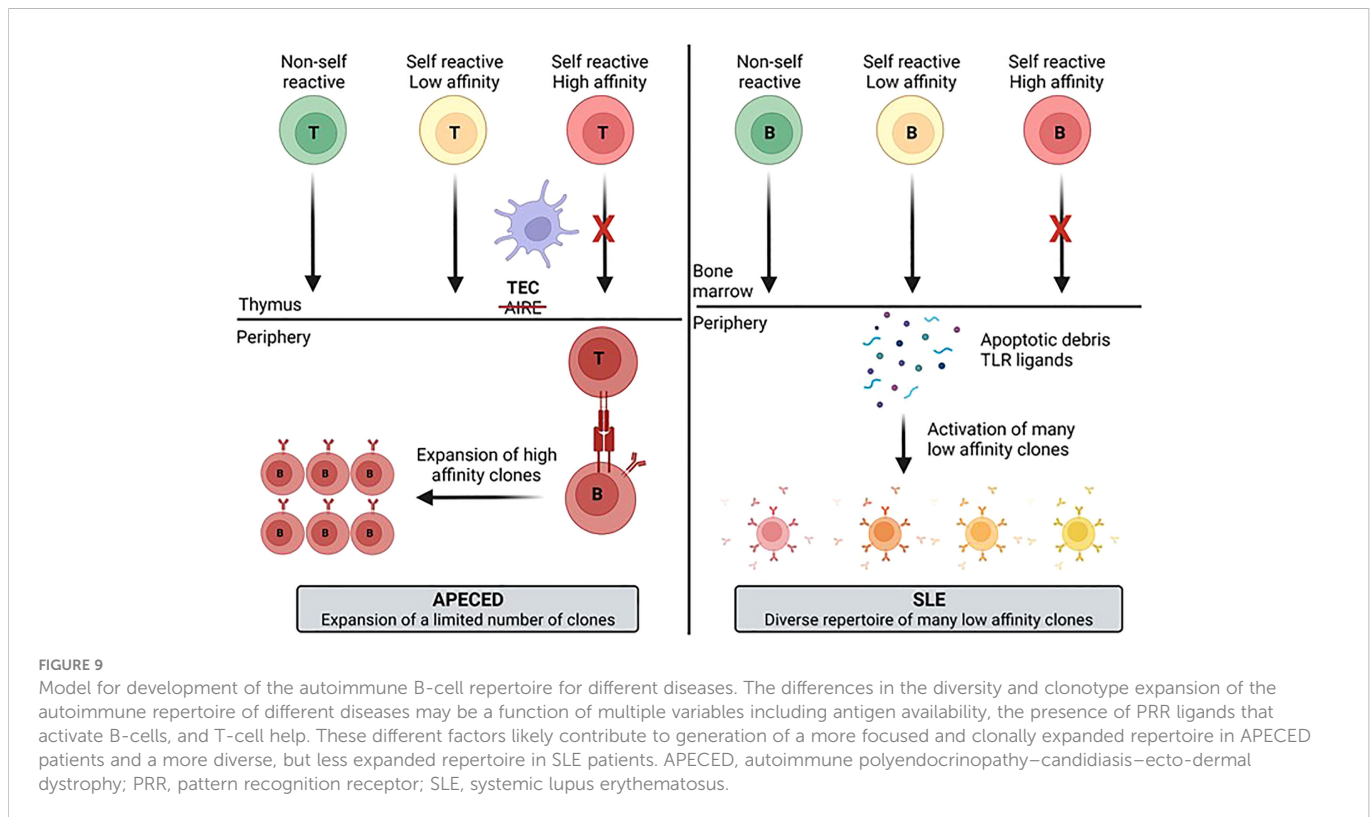 Non-self
reactive
Self reactive
Low affinity
Self reactive
High affinity
T
T
T
X
TEC
AIRE
Thymus
Periphery
T
B
Expansion of high
affinity clones
B
B
B
B
B
B
APECED
Expansion of a limited number of clones
Non-self
reactive
Self reactive
Low affinity
Self reactive
High affinity
B
B
B
X
Bone
marrow
Periphery
Apoptotic debris
TLR ligands
Activation of many
low affinity clones
SLE
Diverse repertoire of many low affinity clones
FIGURE 9
Model for development of the autoimmune B-cell repertoire for different diseases. The differences in the diversity and clonotype expansion of the
autoimmune repertoire of different diseases may be a function of multiple variables including antigen availability, the presence of PRR ligands that
activate B-cells, and T-cell help. These different factors likely contribute to generation of a more focused and clonally expanded repertoire in APECED
patients and a more diverse, but less expanded repertoire in SLE patients. APECED, autoimmune polyendocrinopathy–candidiasis–ecto-dermal
dystrophy; PRR, pattern recognition receptor; SLE, systemic lupus erythematosus.